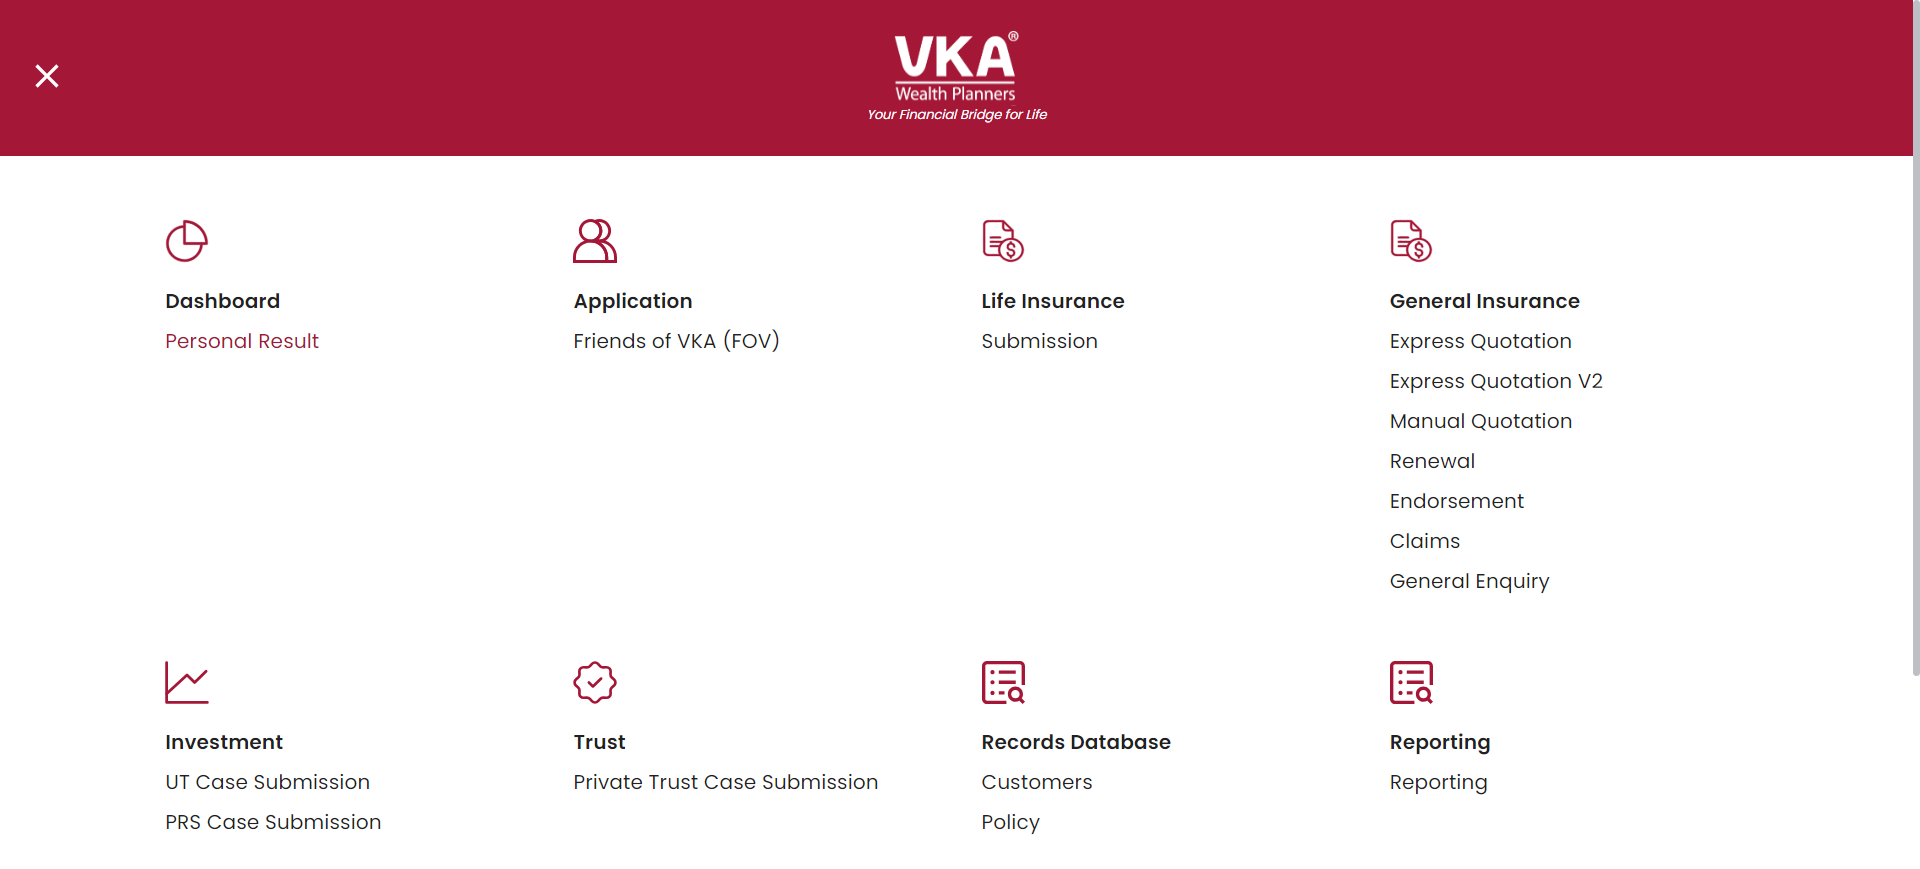 VKA®
Wealth Planners
Your Financial Bridge for Life
Dashboard
Personal Result
Application
Friends of VKA (FOV)
Life Insurance
Submission
General Insurance
Express Quotation
Express Quotation V2
Manual Quotation
Renewal
Endorsement
Claims
General Enquiry
Investment
UT Case Submission
PRS Case Submission
Trust
Private Trust Case Submission
Records Database
Customers
Policy
Reporting
Reporting